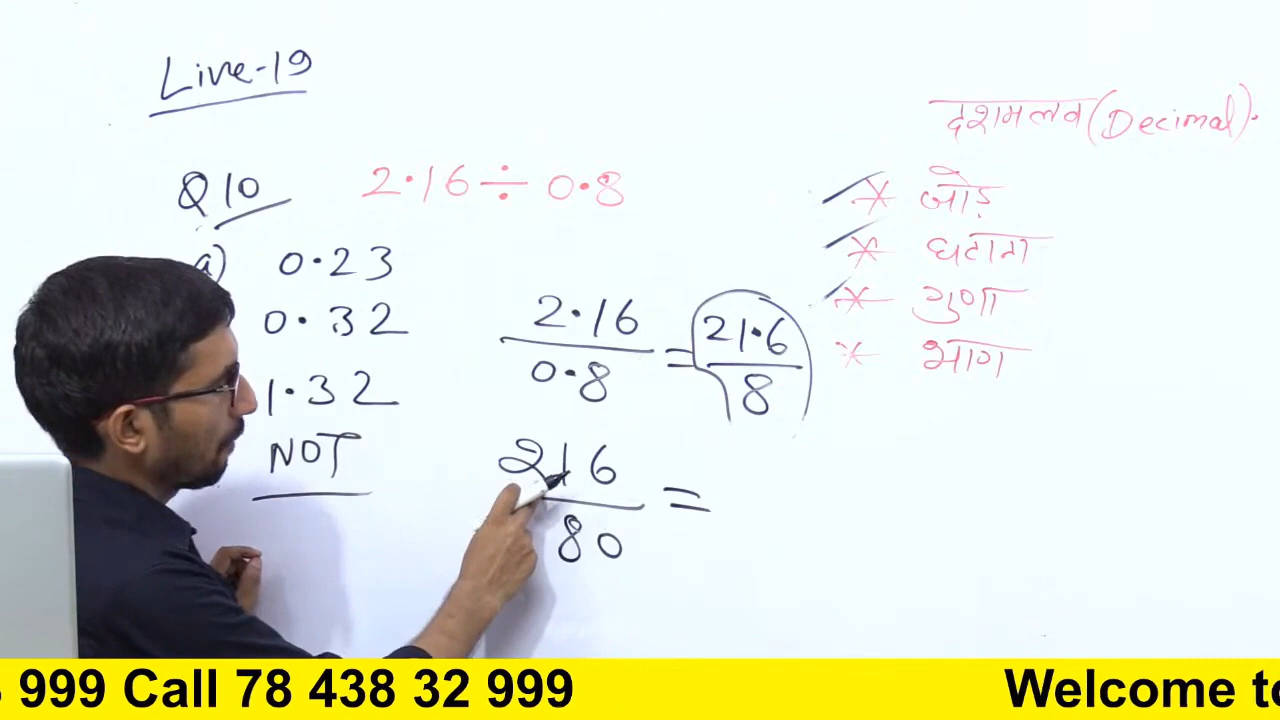 Live-19
दशमलव (Decimal).
Q10 2.16 ÷ 0.8
a) 0.23
0.32
1.32
NOT
2.16 / 0.8 = 21.6 / 8
216 / 80 =
* जोड़
* घटाना
* गुणा
* भाग
999 Call 78 438 32 999
Welcome to